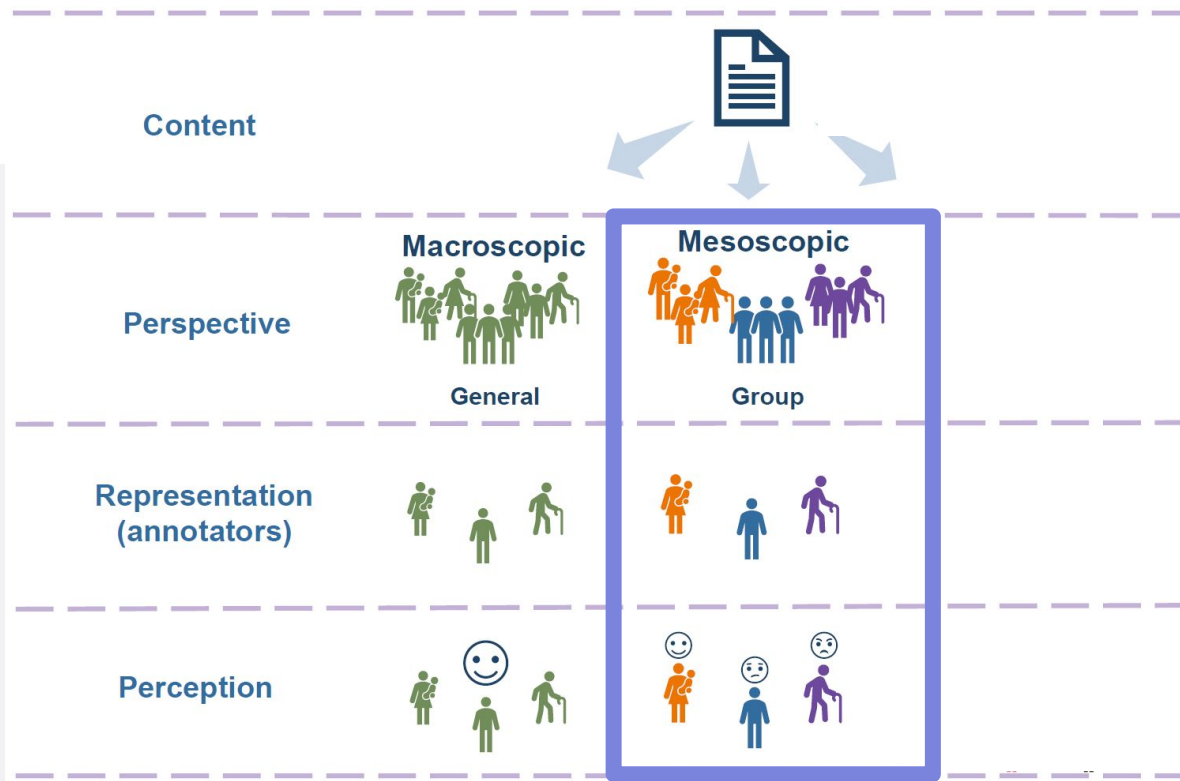 Content
Macroscopic
Mesoscopic
Perspective
General
Group
Representation
(annotators)
Perception